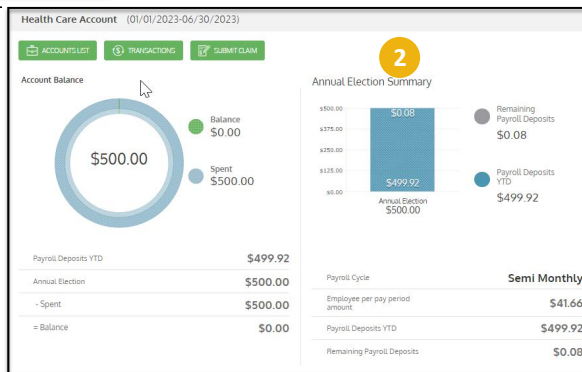 Health Care Account (01/01/2023-06/30/2023)
ACCOUNTS LIST
TRANSACTIONS
SUBMIT CLAIM
2
Account Balance
$500.00
Balance
$0.00
Spent
$500.00
Payroll Deposits YTD $499.92
Annual Election $500.00
- Spent $500.00
= Balance $0.00
Annual Election Summary
$500.00
$375.00
$250.00
$125.00
$0.00
$0.08
$499.92
Annual Election
$500.00
Remaining
Payroll Deposits
$0.08
Payroll Deposits
YTD
$499.92
Payroll Cycle Semi Monthly
Employee per pay period
amount $41.66
Payroll Deposits YTD $499.92
Remaining Payroll Deposits $0.08